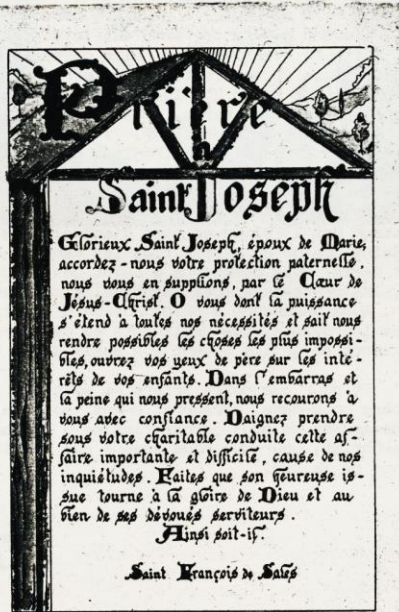 Prière
à
Saint Joseph
Glorieux Saint Joseph, époux de Marie,
accordez-nous votre protection paternelle,
nous vous en supplions, par le Cœur de
Jésus-Christ. O vous dont la puissance
s'étend à toutes nos nécessités et sait nous
rendre possibles les choses les plus impossi-
bles, ouvrez vos yeux de père sur les inté-
rêts de vos enfants. Dans l'embarras et
la peine qui nous pressent, nous recourons à
vous avec confiance. Daignez prendre
sous votre charitable conduite cette af-
faire importante et difficile, cause de nos
inquiétudes. Faites que son heureuse is-
sue tourne à la gloire de Dieu et au
bien de ses dévoués serviteurs.
Ainsi soit-il.
Saint François de Sales